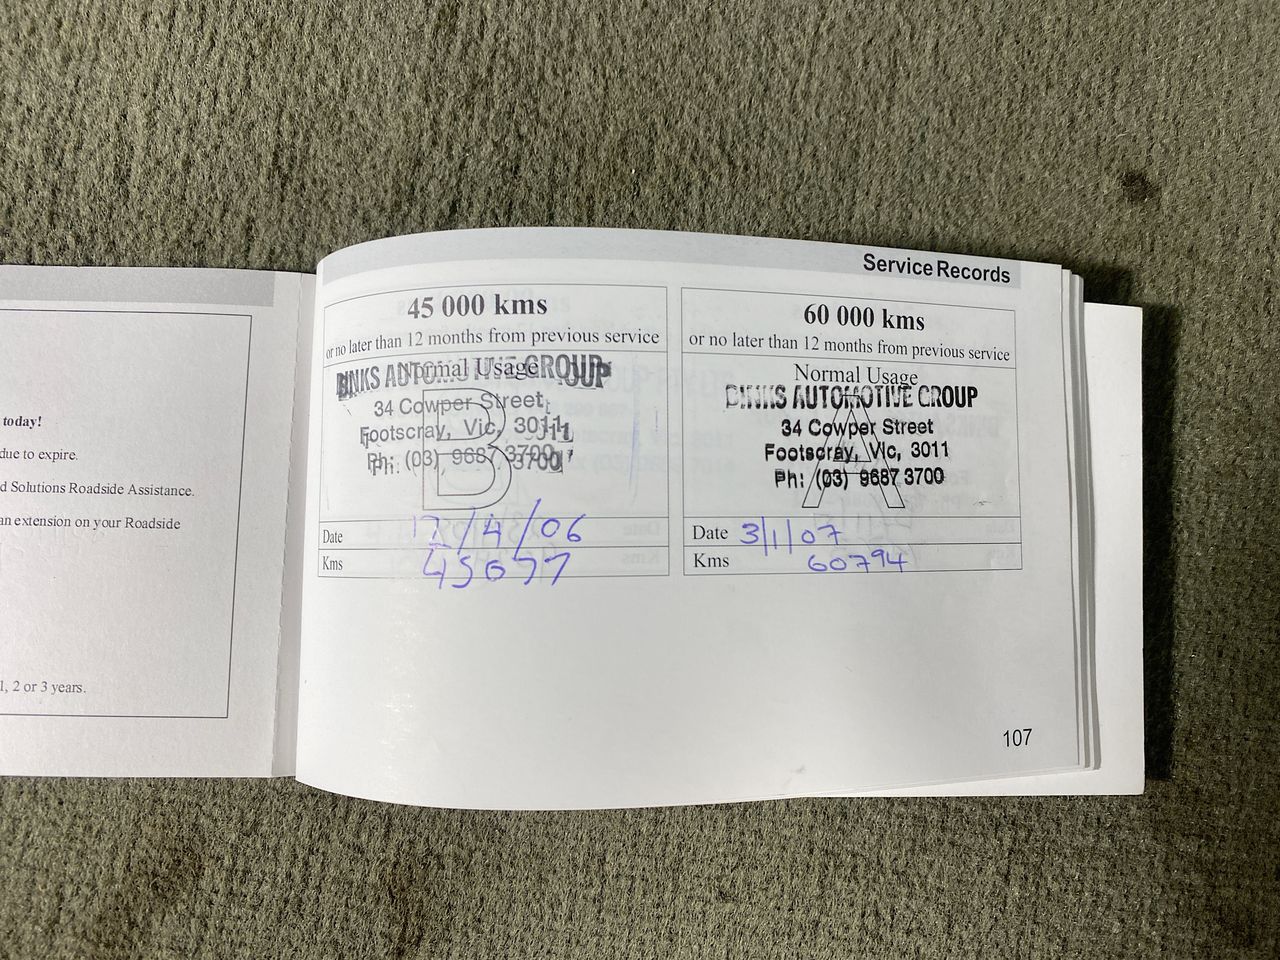 today!
due to expire.
d Solutions Roadside Assistance.
an extension on your Roadside
1, 2 or 3 years.
Service Records
45 000 kms
or no later than 12 months from previous service
Normal Usage
BINKS AUTOMOTIVE GROUP
34 Cowper Street,
Footscray, Vic, 3011
Ph: (03) 9687 3700
B
Date 12/4/06
Kms
60 000 kms
or no later than 12 months from previous service
Normal Usage
BINKS AUTOMOTIVE GROUP
34 Cowper Street
Footscray, Vic, 3011
Ph: (03) 9687 3700
A
Date 3/1/07
Kms 60794
107